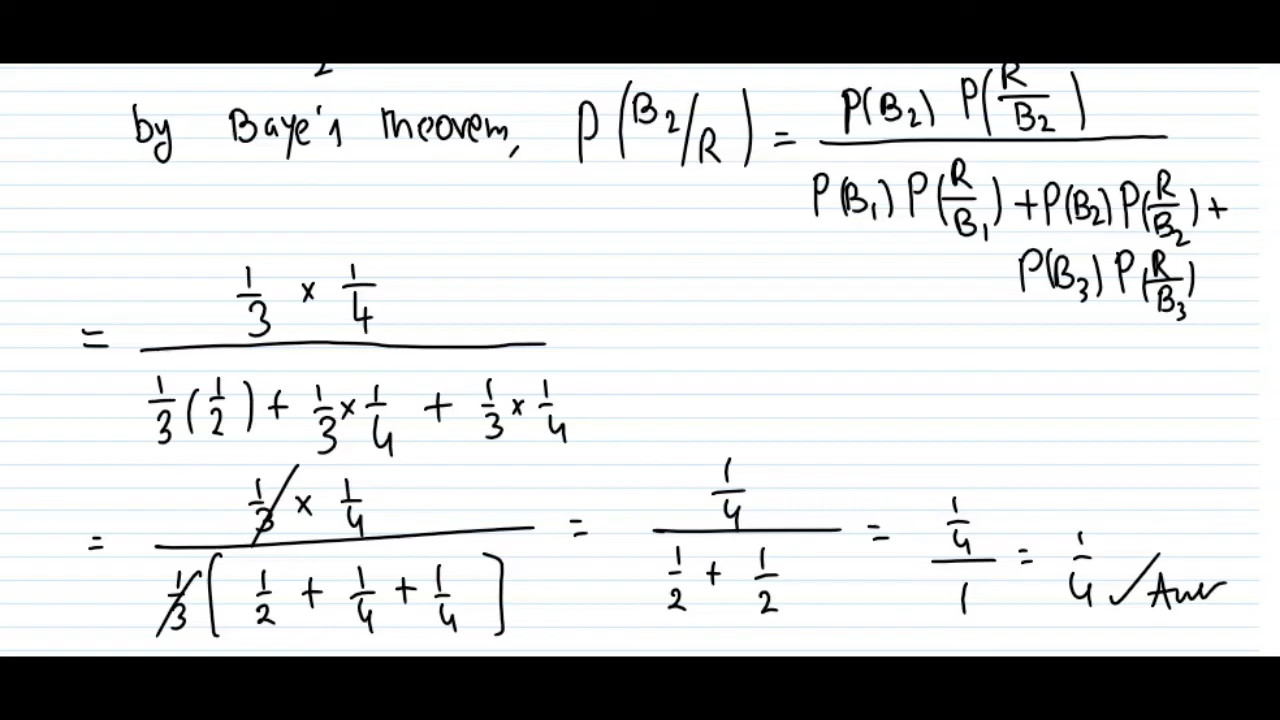 2
by Baye's theorem, P(B₂/R) = P(B₂) P(R/B₂)
P(B₁) P(R/B₁) + P(B₂) P(R/B₂) +
P(B₃) P(R/B₃)
= 1/3 × 1/4
1/3 (1/2) + 1/3 × 1/4 + 1/3 × 1/4
= 1/3 × 1/4 = 1/4 = 1/4 = 1/4 Ans
1/3 [ 1/2 + 1/4 + 1/4 ] 1/2 + 1/2 1